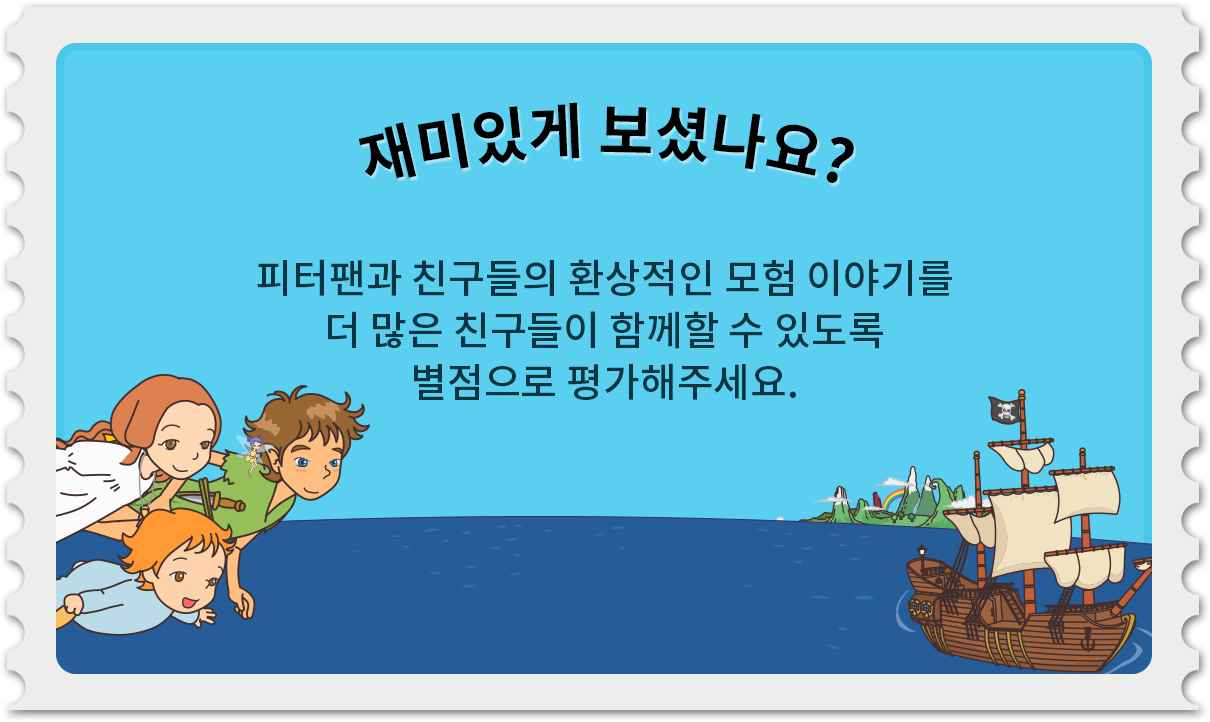 재미있게 보셨나요?
피터팬과 친구들의 환상적인 모험 이야기를
더 많은 친구들이 함께할 수 있도록
별점으로 평가해주세요.